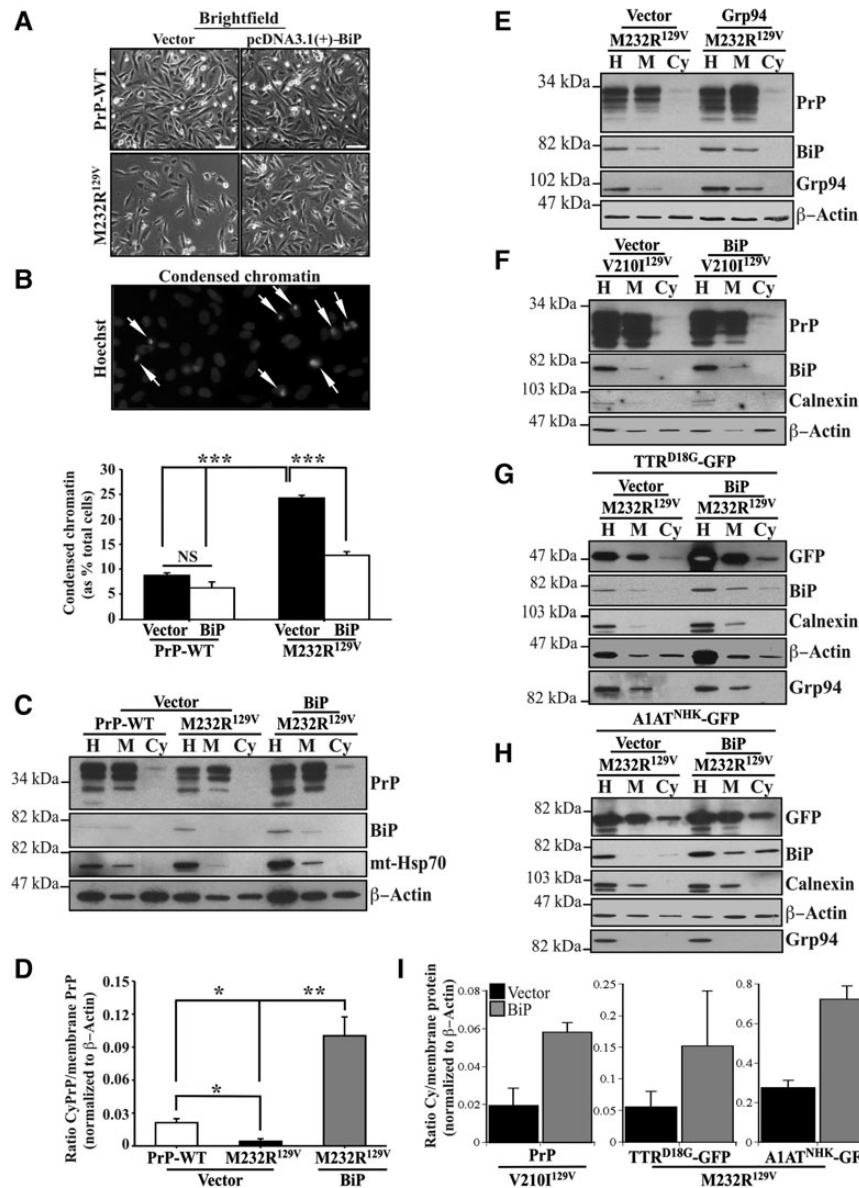 A
Brightfield
Vector pcDNA3.1(+)-BiP
PrP-WT
M232R129V
B
Condensed chromatin
Hoechst
Condensed chromatin
(as % total cells)
30
25
20
15
10
5
0
NS
***
***
Vector BiP Vector BiP
PrP-WT M232R129V
C
Vector BiP
PrP-WT M232R129V M232R129V
H M Cy H M Cy H M Cy
34 kDa PrP
82 kDa BiP
82 kDa mt-Hsp70
47 kDa β-Actin
D
Ratio CyPrP/membrane PrP
(normalized to β-Actin)
0.15
0.12
0.09
0.06
0.03
0
* **
*
PrP-WT M232R129V M232R129V
Vector BiP
E
Vector Grp94
M232R129V M232R129V
H M Cy H M Cy
34 kDa PrP
82 kDa BiP
102 kDa Grp94
47 kDa β-Actin
F
Vector BiP
V210I129V V210I129V
H M Cy H M Cy
34 kDa PrP
82 kDa BiP
103 kDa Calnexin
47 kDa β-Actin
G
TTRD18G-GFP
Vector BiP
M232R129V M232R129V
H M Cy H M Cy
47 kDa GFP
82 kDa BiP
103 kDa Calnexin
47 kDa β-Actin
82 kDa Grp94
H
A1ATNHK-GFP
Vector BiP
M232R129V M232R129V
H M Cy H M Cy
82 kDa GFP
82 kDa BiP
103 kDa Calnexin
47 kDa β-Actin
82 kDa Grp94
I
Ratio Cy/membrane protein
(normalized to β-Actin)
Vector
BiP
0.08
0.06
0.04
0.02
0
0.25
0.20
0.15
0.10
0.05
0.00
0.8
0.6
0.4
0.2
0
PrP TTRD18G-GFP A1ATNHK-GF
V210I129V M232R129V